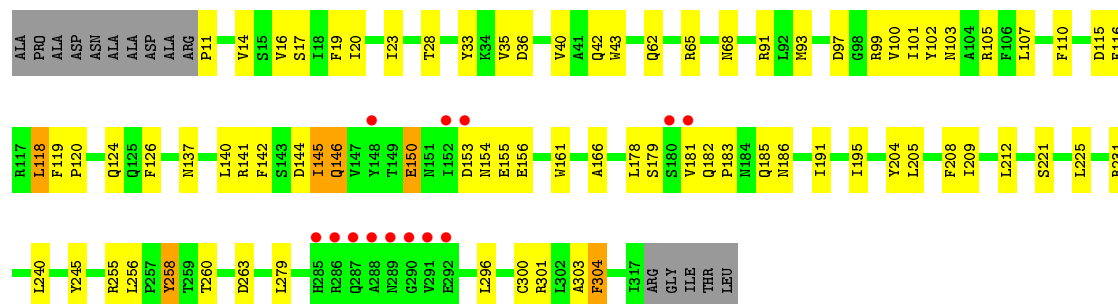 ALA PRO ALA ASP ASN ALA ALA ASP ALA ARG P11 V14 S15 V16 S17 I18 F19 I20 I23 T28 Y33 K34 V35 D36 V40 A41 Q42 W43 Q62 R65 N68 R91 L92 M93 D97 G98 R99 V100 I101 Y102 N103 A104 R105 F106 L107 F110 D115 E116
R117 L118 F119 P120 Q124 Q125 F126 N137 L140 R141 F142 S143 D144 I145 Q146 V147 Y148 T149 E150 N151 I152 D153 N154 E155 E156 W161 A166 L178 S179 S180 V181 Q182 P183 N184 Q185 N186 I191 I195 Y204 L205 F208 I209 L212 S221 L225 R231
L240 Y245 R255 L256 P257 Y258 T259 T260 D263 L279 H285 R286 Q287 A288 N289 G290 V291 E292 L296 C300 R301 L302 A303 F304 I317 ARG GLY ILE THR LEU